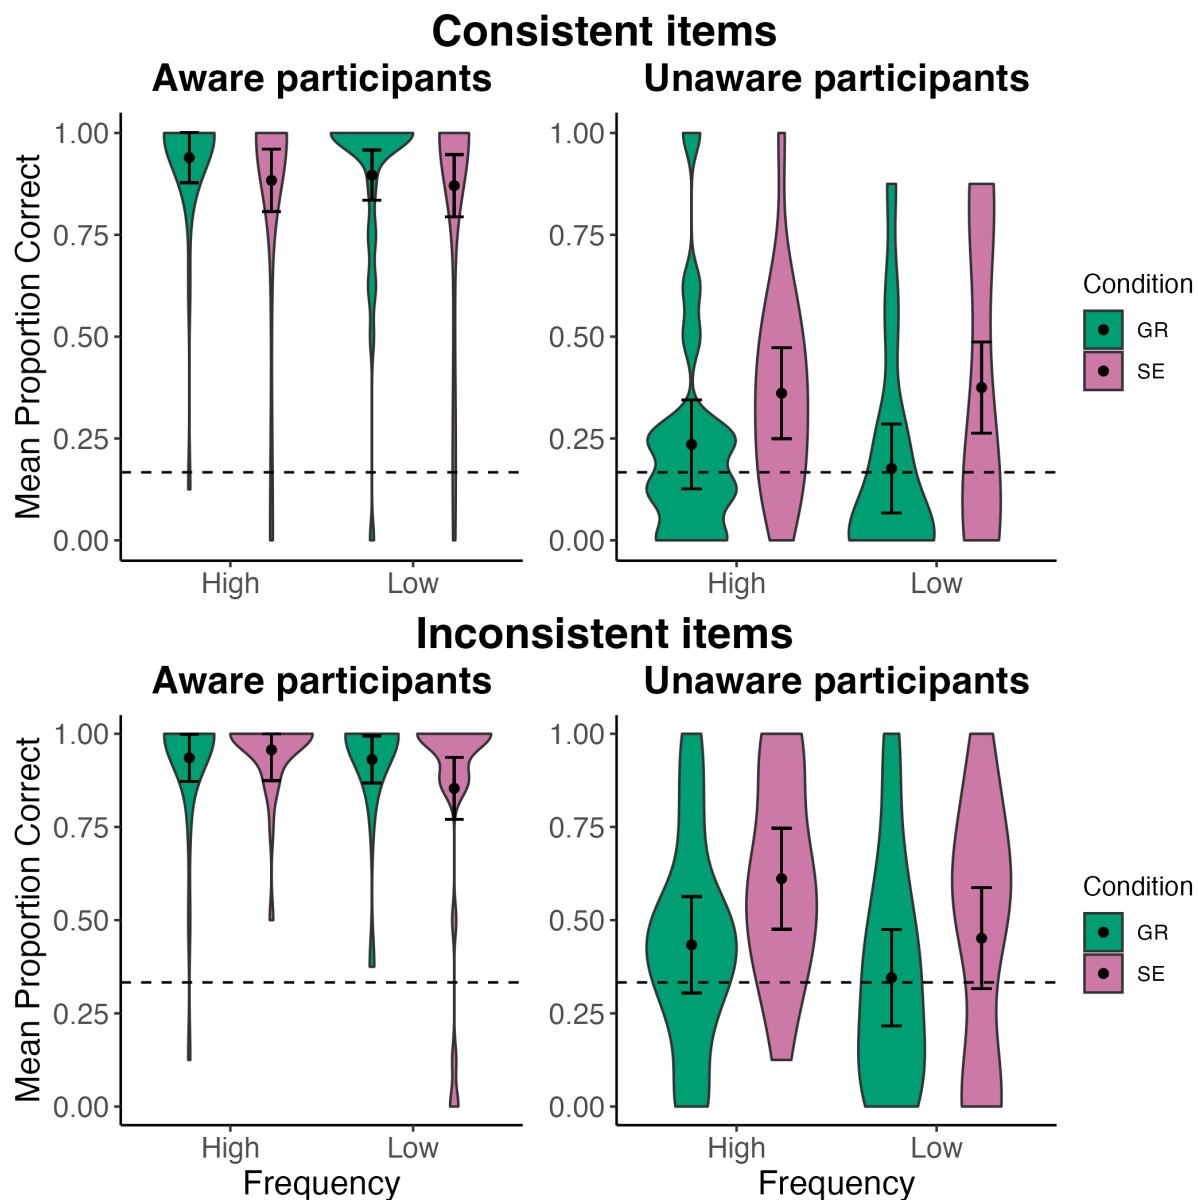 Consistent items
Aware participants
Unaware participants
Mean Proportion Correct
1.00
0.75
0.50
0.25
0.00
High
Low
1.00
0.75
0.50
0.25
0.00
High
Low
Condition
GR
SE
Inconsistent items
Aware participants
Unaware participants
Mean Proportion Correct
1.00
0.75
0.50
0.25
0.00
High
Low
Frequency
1.00
0.75
0.50
0.25
0.00
High
Low
Frequency
Condition
GR
SE